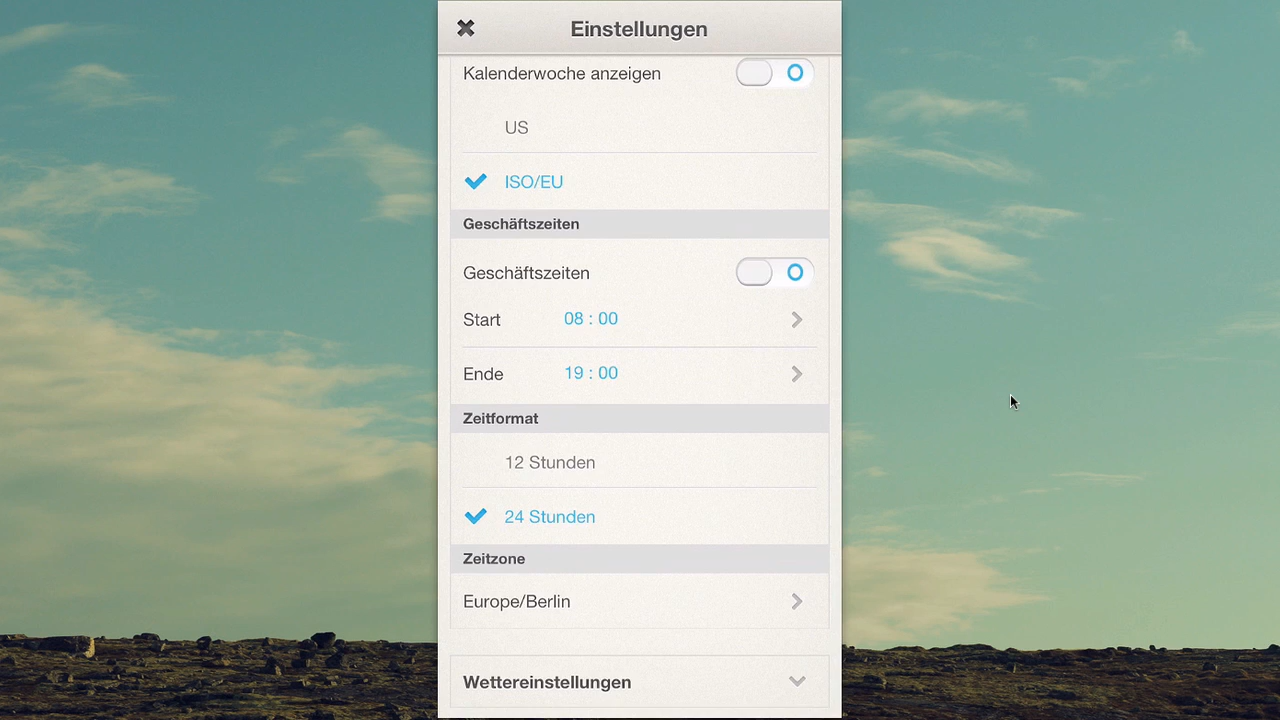 Einstellungen
Kalenderwoche anzeigen
US
ISO/EU
Geschäftszeiten
Geschäftszeiten
Start 08 : 00
Ende 19 : 00
Zeitformat
12 Stunden
24 Stunden
Zeitzone
Europe/Berlin
Wettereinstellungen